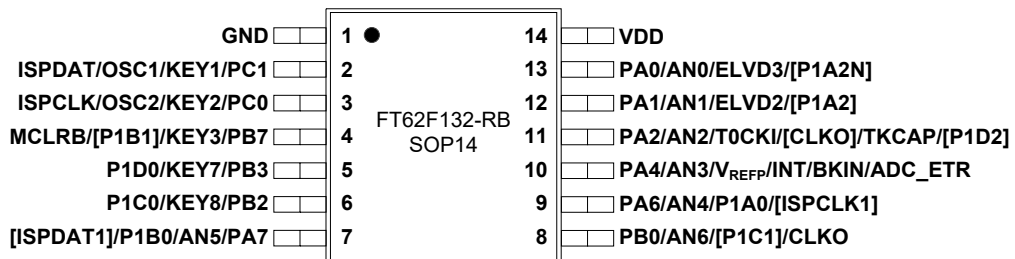 GND 1 14 VDD
ISPDAT/OSC1/KEY1/PC1 2 13 PA0/AN0/ELVD3/[P1A2N]
ISPCLK/OSC2/KEY2/PC0 3 12 PA1/AN1/ELVD2/[P1A2]
FT62F132-RB
SOP14
MCLRB/[P1B1]/KEY3/PB7 4 11 PA2/AN2/T0CKI/[CLKO]/TKCAP/[P1D2]
P1D0/KEY7/PB3 5 10 PA4/AN3/VREFP/INT/BKIN/ADC_ETR
P1C0/KEY8/PB2 6 9 PA6/AN4/P1A0/[ISPCLK1]
[ISPDAT1]/P1B0/AN5/PA7 7 8 PB0/AN6/[P1C1]/CLKO